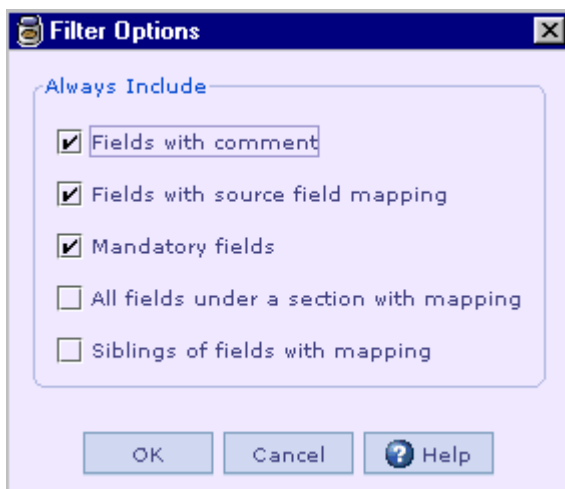 Filter Options
Always Include
Fields with comment
Fields with source field mapping
Mandatory fields
All fields under a section with mapping
Siblings of fields with mapping
OK Cancel Help